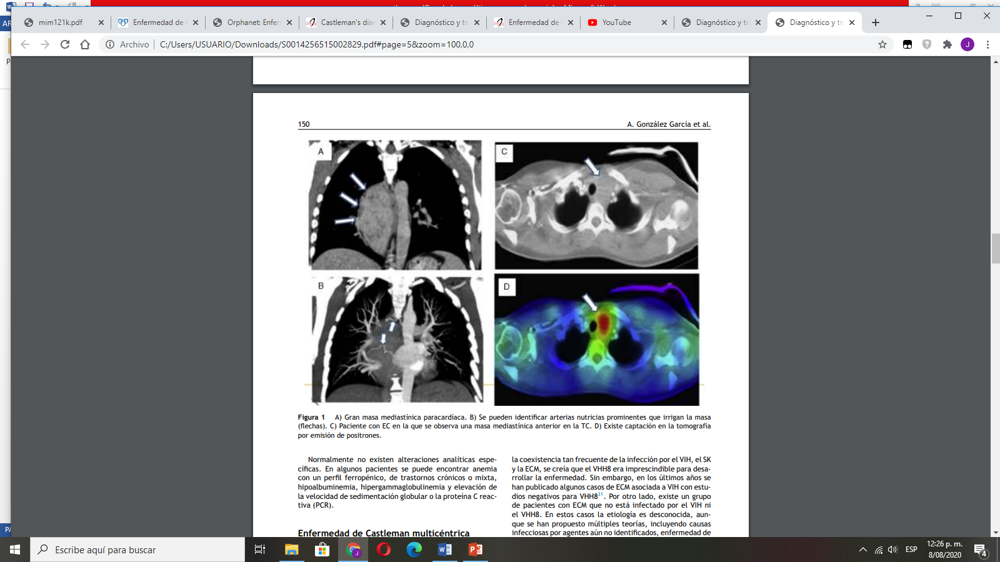 mim121k.pdf
Enfermedad de
Orphanet: Enfer
Castleman's dise
Diagnóstico y tr
Enfermedad de
YouTube
Diagnóstico y tr
Diagnóstico y tr
Archivo
C:/Users/USUARIO/Downloads/S0014256515002829.pdf#page=5&zoom=100,0,0
J
150
A. González García et al.
A
C
B
D
Figura 1 A) Gran masa mediastínica paracardíaca. B) Se pueden identificar arterias nutricias prominentes que irrigan la masa
(flechas). C) Paciente con EC en la que se observa una masa mediastínica anterior en la TC. D) Existe captación en la tomografía
por emisión de positrones.
Normalmente no existen alteraciones analíticas espe-
cíficas. En algunos pacientes se puede encontrar anemia
con un perfil ferropénico, de trastornos crónicos o mixta,
hipoalbuminemia, hipergammaglobulinemia y elevación de
la velocidad de sedimentación globular o la proteína C reac-
tiva (PCR).
Enfermedad de Castleman multicéntrica
la coexistencia tan frecuente de la infección por el VIH, el SK
y la ECM, se creía que el VHH8 era imprescindible para desa-
rrollar la enfermedad. Sin embargo, en los últimos años se
han publicado algunos casos de ECM asociada a VIH con estu-
dios negativos para VHH8³¹. Por otro lado, existe un grupo
de pacientes con ECM que no está infectado por el VIH ni
el VHH8. En estos casos la etiología es desconocida, aun-
que se han propuesto múltiples teorías, incluyendo causas
infecciosas por agentes aún no identificados, enfermedad de
Escribe aquí para buscar
ESP
12:26 p. m.
8/08/2020
4